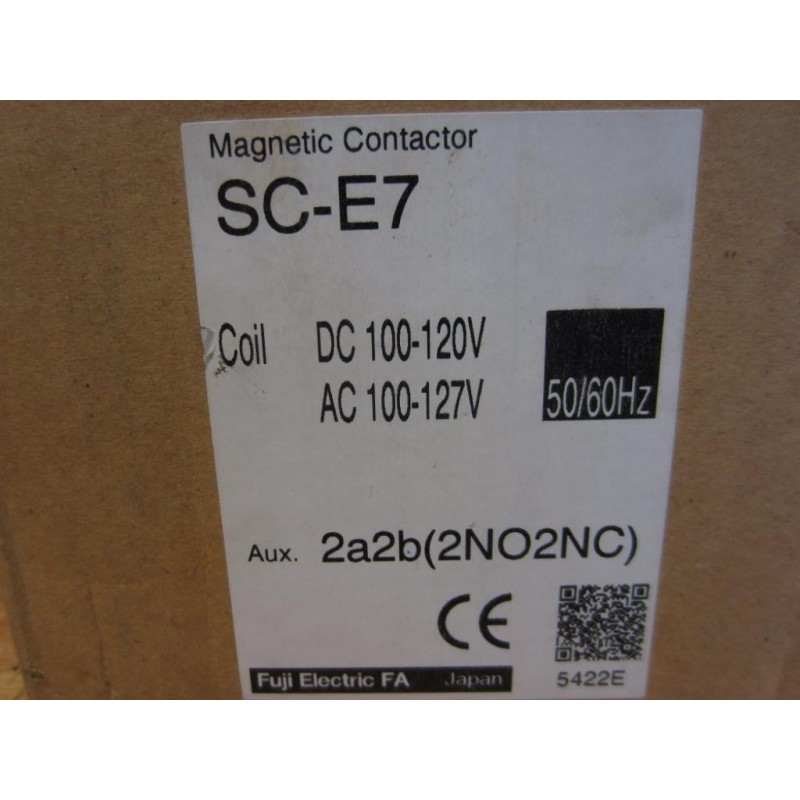 Magnetic Contactor
SC-E7
Coil DC 100-120V
AC 100-127V 50/60Hz
Aux. 2a2b(2NO2NC)
CE
Fuji Electric FA Japan 5422E